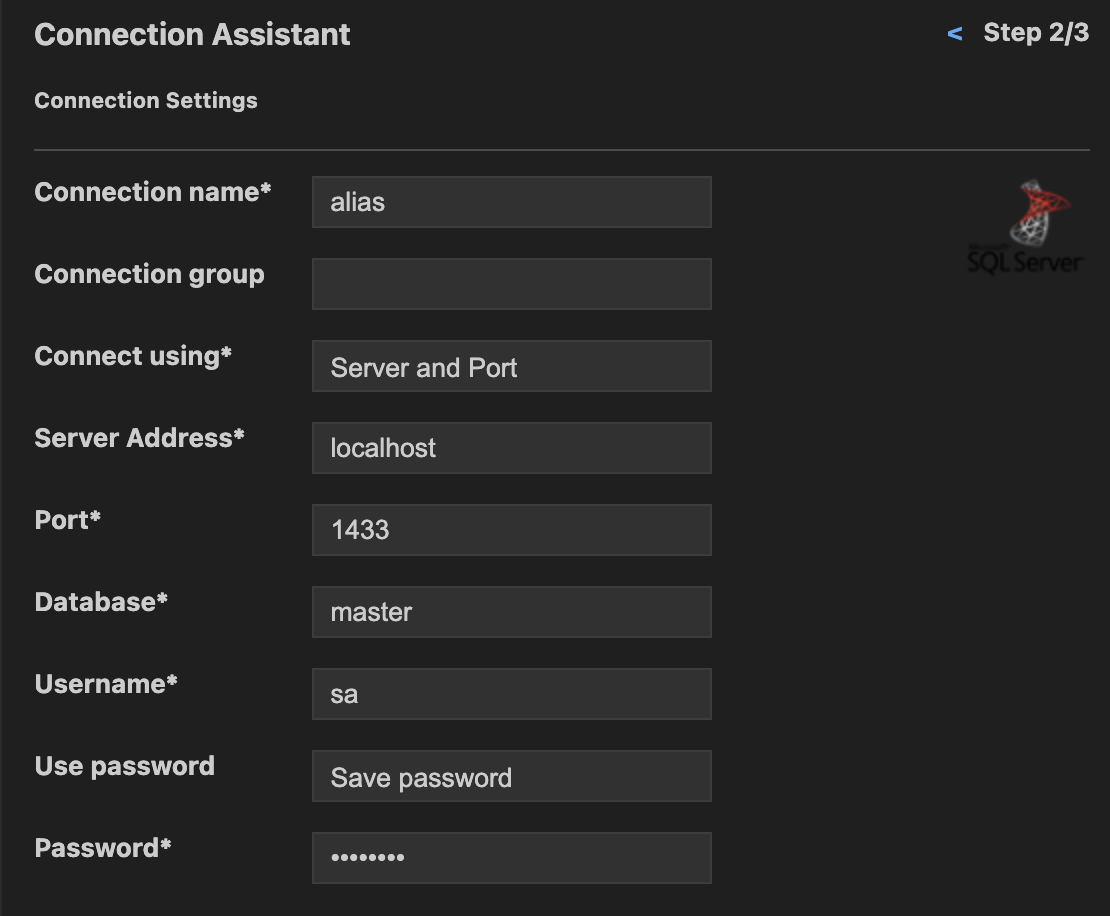 Connection Assistant
< Step 2/3
Connection Settings
Connection name* alias
Connection group
Connect using* Server and Port
Server Address* localhost
Port* 1433
Database* master
Username* sa
Use password Save password
Password* ••••••••
SQL Server